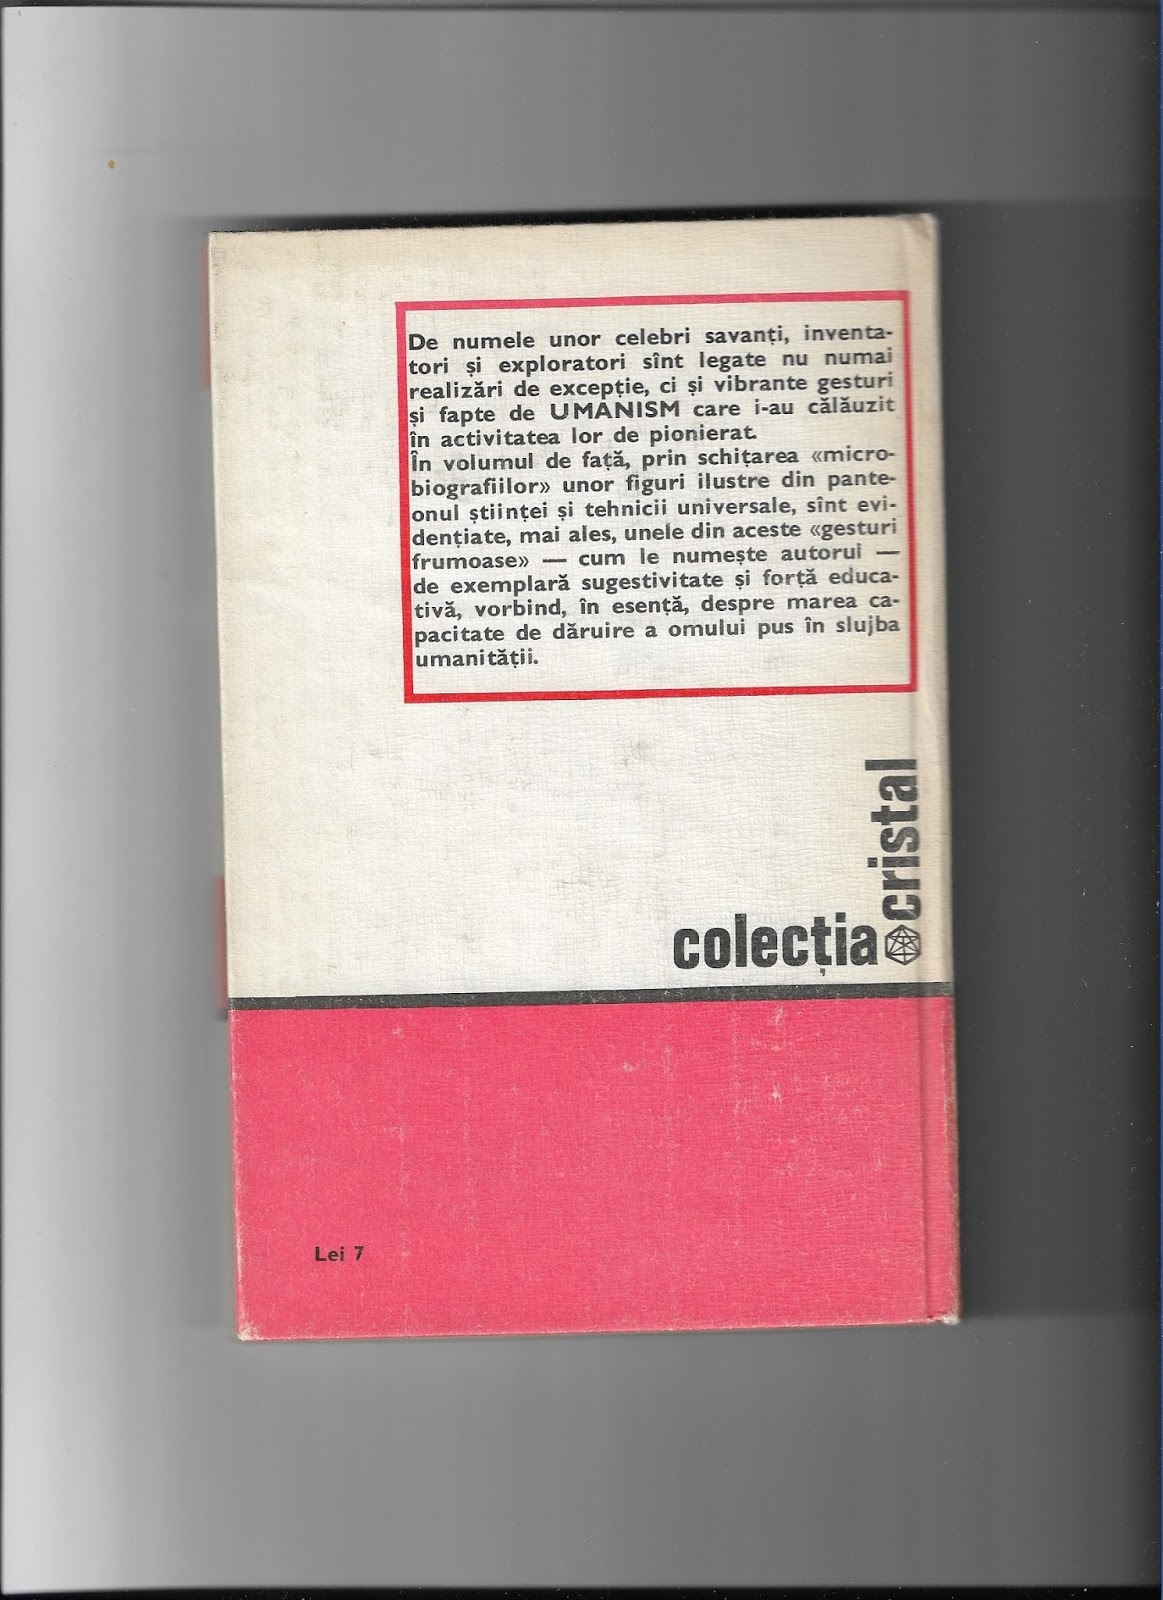 De numele unor celebri savanți, inventa-
tori și exploratori sînt legate nu numai
realizări de excepție, ci și vibrante gesturi
și fapte de UMANISM care i-au călăuzit
în activitatea lor de pionierat.
În volumul de față, prin schițarea «micro-
biografiilor» unor figuri ilustre din pante-
onul științei și tehnicii universale, sînt evi-
dențiate, mai ales, unele din aceste «gesturi
frumoase» — cum le numește autorul —
de exemplară sugestivitate și forță educa-
tivă, vorbind, în esență, despre marea ca-
pacitate de dăruire a omului pus în slujba
umanității.
colecția
cristal
Lei 7